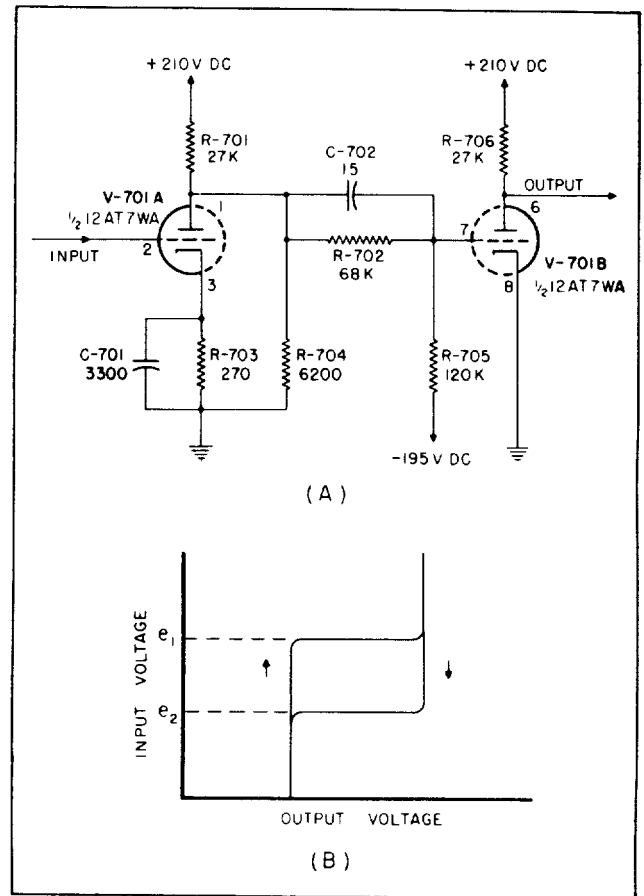 +210V DC
+210V DC
R-701
27K
C-702
15
R-706
27K
OUTPUT
V-701A
1/2 12AT7WA
1
6
2
7
INPUT
R-702
68K
3
8
V-701B
1/2 12AT7WA
C-701
3300
R-703
270
R-704
6200
R-705
120K
-195V DC
(A)
INPUT VOLTAGE
e1
e2
OUTPUT VOLTAGE
(B)